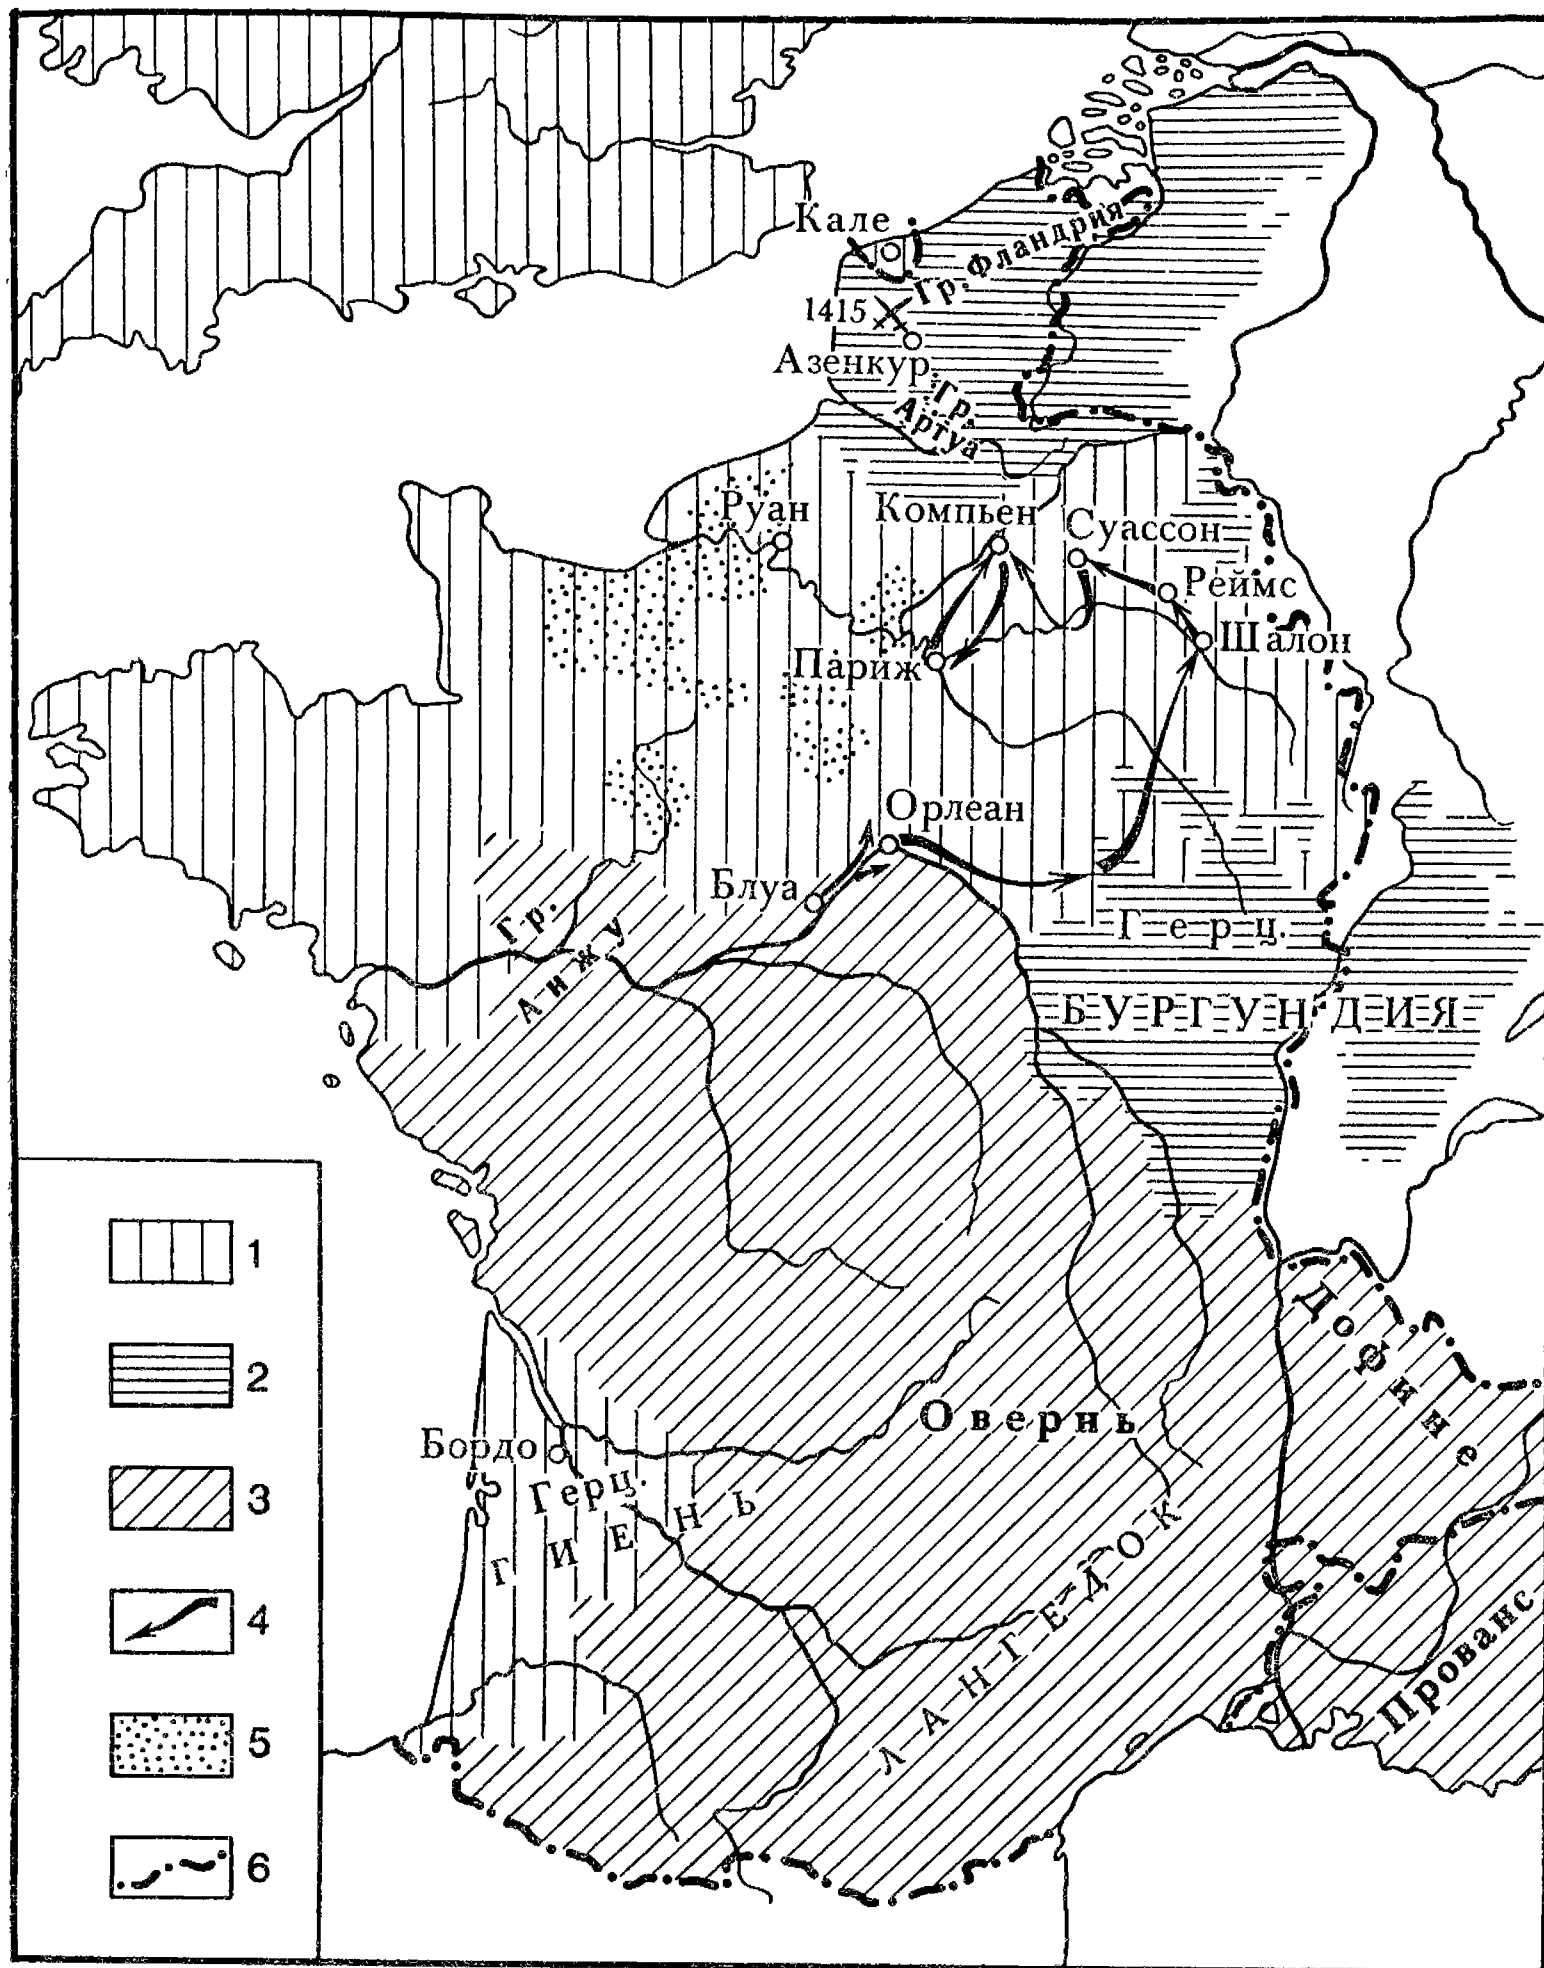 Кале
Гр. Фландрия
1415
Азенкур
Гр.
Артуа
Руан
Компьен
Суассон
Реймс
Шалон
Париж
Орлеан
Блуа
Гр.
Анжу
Герц.
БУРГУНДИЯ
Дофине
Овернь
Бордо
Герц.
ГИЕНЬ
ЛАНГЕДОК
Прованс
1
2
3
4
5
6